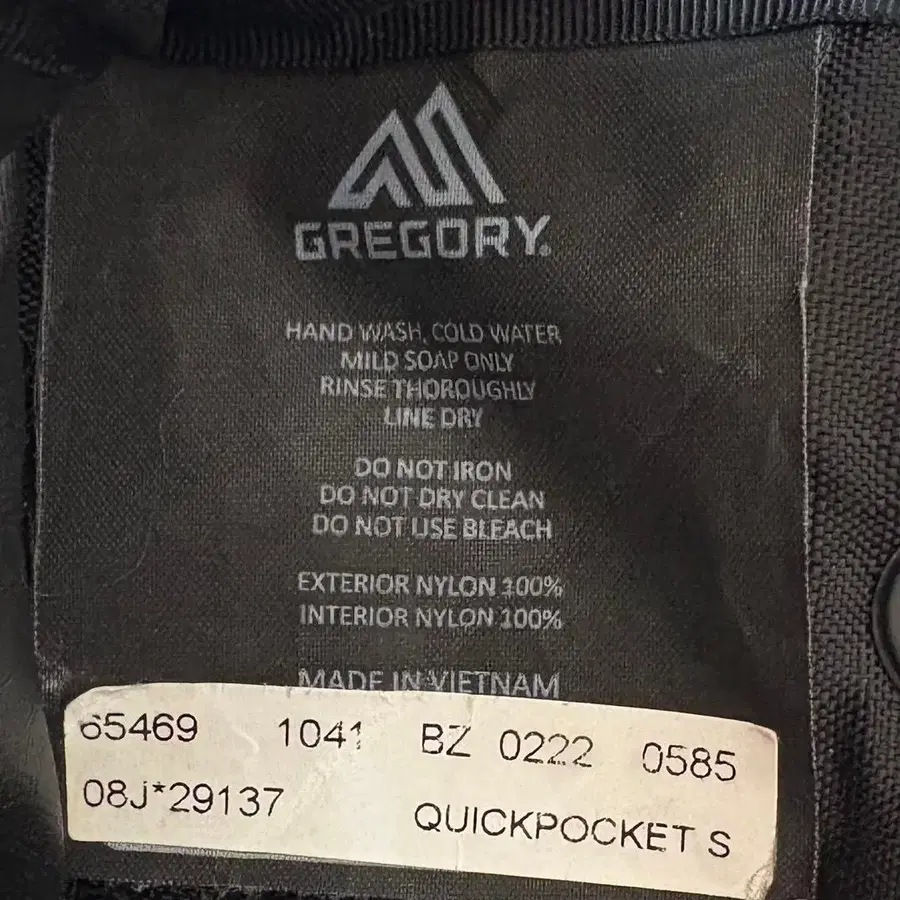 GREGORY.
HAND WASH, COLD WATER
MILD SOAP ONLY
RINSE THOROUGHLY
LINE DRY
DO NOT IRON
DO NOT DRY CLEAN
DO NOT USE BLEACH
EXTERIOR NYLON 100%
INTERIOR NYLON 100%
MADE IN VIETNAM
65469 1041 BZ 0222 0585
08J*29137 QUICKPOCKET S